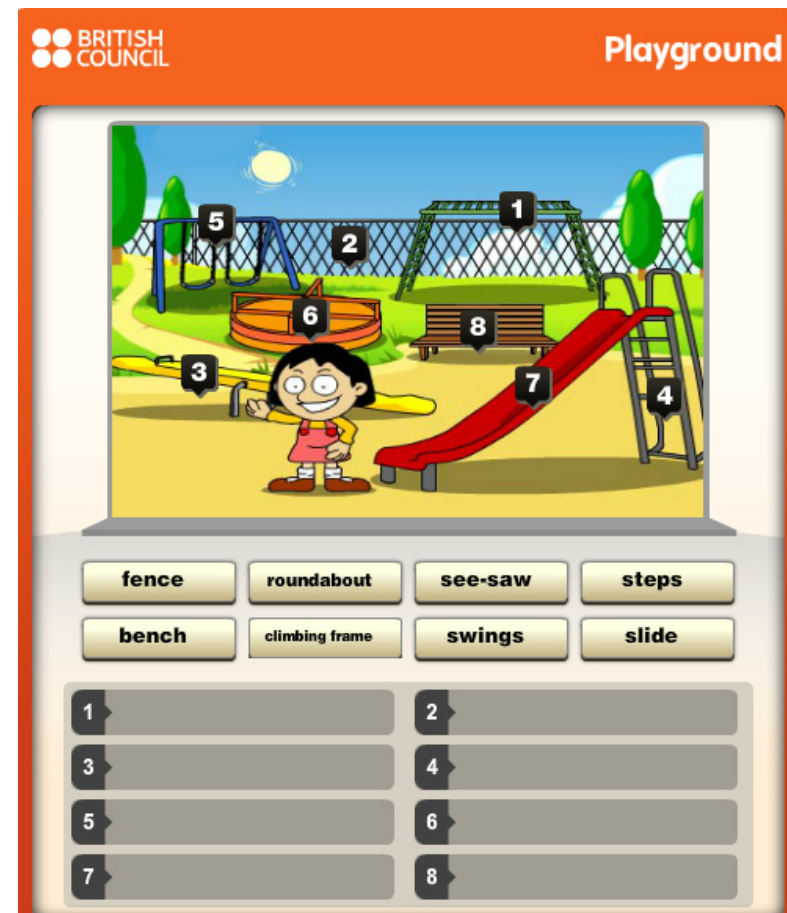 BRITISH
COUNCIL
Playground
1
5
2
6
8
3
7
4
fence roundabout see-saw steps
bench climbing frame swings slide
1 2
3 4
5 6
7 8